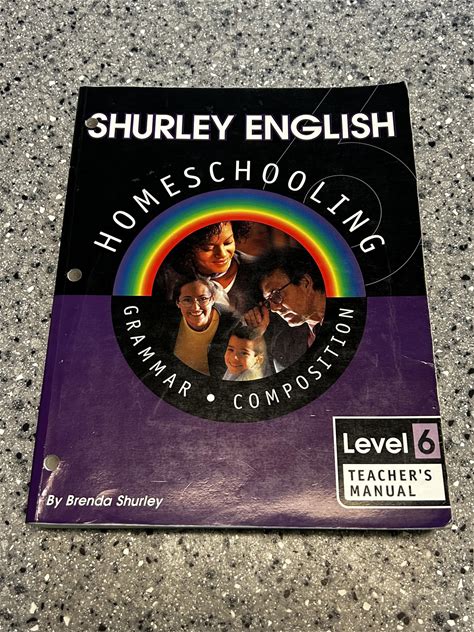 SHURLEY ENGLISH
HOMESCHOOLING
GRAMMAR • COMPOSITION
Level 6
TEACHER'S
MANUAL
By Brenda Shurley